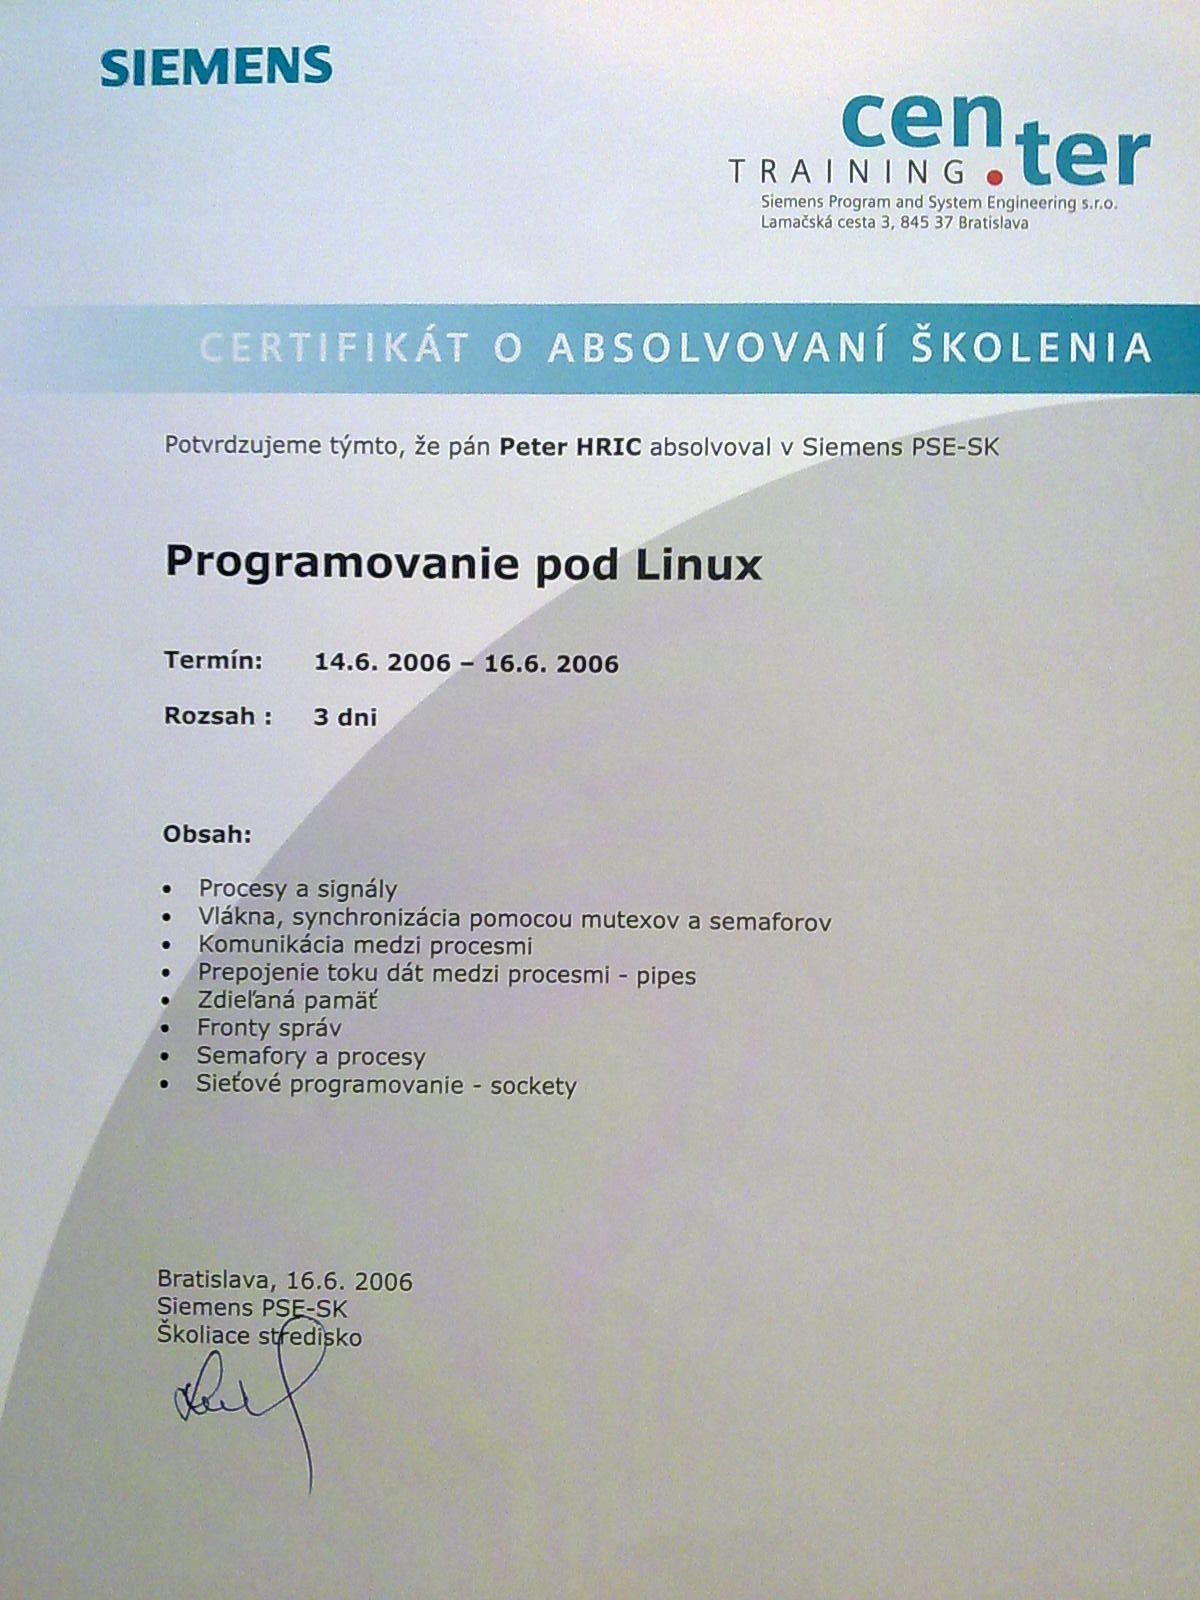 SIEMENS
cen.ter
TRAINING
Siemens Program and System Engineering s.r.o.
Lamačská cesta 3, 845 37 Bratislava
CERTIFIKÁT O ABSOLVOVANÍ ŠKOLENIA
Potvrdzujeme týmto, že pán Peter HRIC absolvoval v Siemens PSE-SK
Programovanie pod Linux
Termín: 14.6. 2006 – 16.6. 2006
Rozsah : 3 dni
Obsah:
• Procesy a signály
• Vlákna, synchronizácia pomocou mutexov a semaforov
• Komunikácia medzi procesmi
• Prepojenie toku dát medzi procesmi - pipes
• Zdieľaná pamäť
• Fronty správ
• Semafory a procesy
• Sieťové programovanie - sockety
Bratislava, 16.6. 2006
Siemens PSE-SK
Školiace stredisko